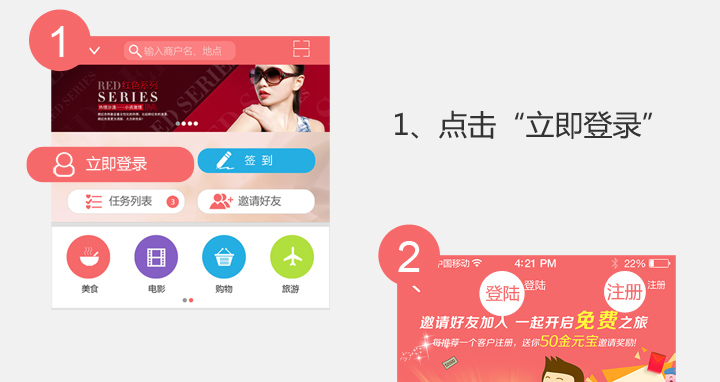 1
输入商户名、地点
RED 红色系列
SERIES
立即登录
签 到
任务列表 3
邀请好友
美食
电影
购物
旅游
1、点击“立即登录”
2
中国移动 4:21 PM 22%
登陆 登陆
注册 注册
邀请好友加入 一起开启免费之旅
每推荐一个客户注册，送你50金元宝邀请奖励!